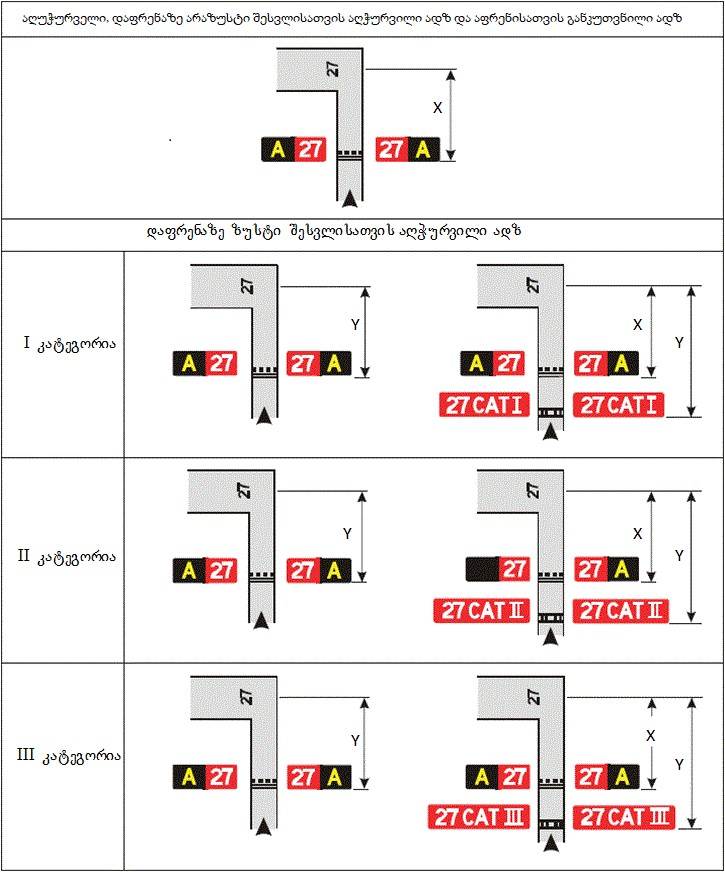 აღუჭურველი, დაფრენაზე არაზუსტი შესვლისათვის აღჭურვილი ადზ და აფრენისათვის განკუთვნილი ადზ
27
X
A 27 27 A
დაფრენაზე ზუსტი შესვლისათვის აღჭურვილი ადზ
I კატეგორია
27
Y
A 27 27 A
27
X
Y
A 27 27 A
27 CAT I 27 CAT I
II კატეგორია
27
Y
A 27 27 A
27
X
Y
27 27 A
27 CAT II 27 CAT II
III კატეგორია
27
Y
A 27 27 A
27
X
Y
A 27 27 A
27 CAT III 27 CAT III